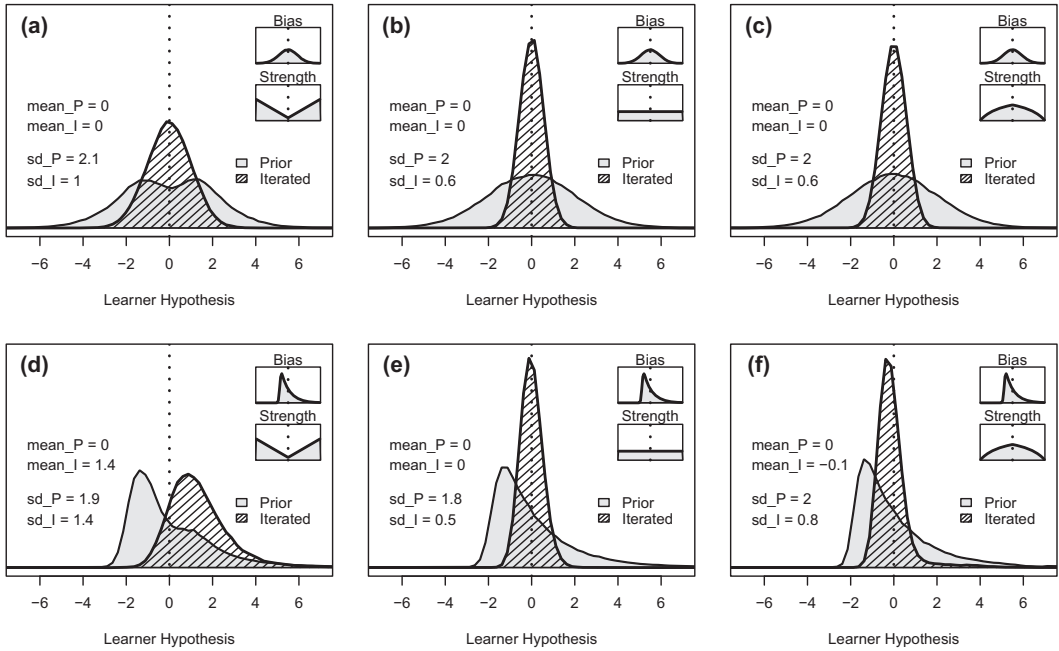 (a)
Bias
Strength
mean_P = 0
mean_I = 0
sd_P = 2.1
sd_I = 1
Prior
Iterated
−6 −4 −2 0 2 4 6
Learner Hypothesis
(b)
Bias
Strength
mean_P = 0
mean_I = 0
sd_P = 2
sd_I = 0.6
Prior
Iterated
−6 −4 −2 0 2 4 6
Learner Hypothesis
(c)
Bias
Strength
mean_P = 0
mean_I = 0
sd_P = 2
sd_I = 0.6
Prior
Iterated
−6 −4 −2 0 2 4 6
Learner Hypothesis
(d)
Bias
Strength
mean_P = 0
mean_I = 1.4
sd_P = 1.9
sd_I = 1.4
Prior
Iterated
−6 −4 −2 0 2 4 6
Learner Hypothesis
(e)
Bias
Strength
mean_P = 0
mean_I = 0
sd_P = 1.8
sd_I = 0.5
Prior
Iterated
−6 −4 −2 0 2 4 6
Learner Hypothesis
(f)
Bias
Strength
mean_P = 0
mean_I = −0.1
sd_P = 2
sd_I = 0.8
Prior
Iterated
−6 −4 −2 0 2 4 6
Learner Hypothesis